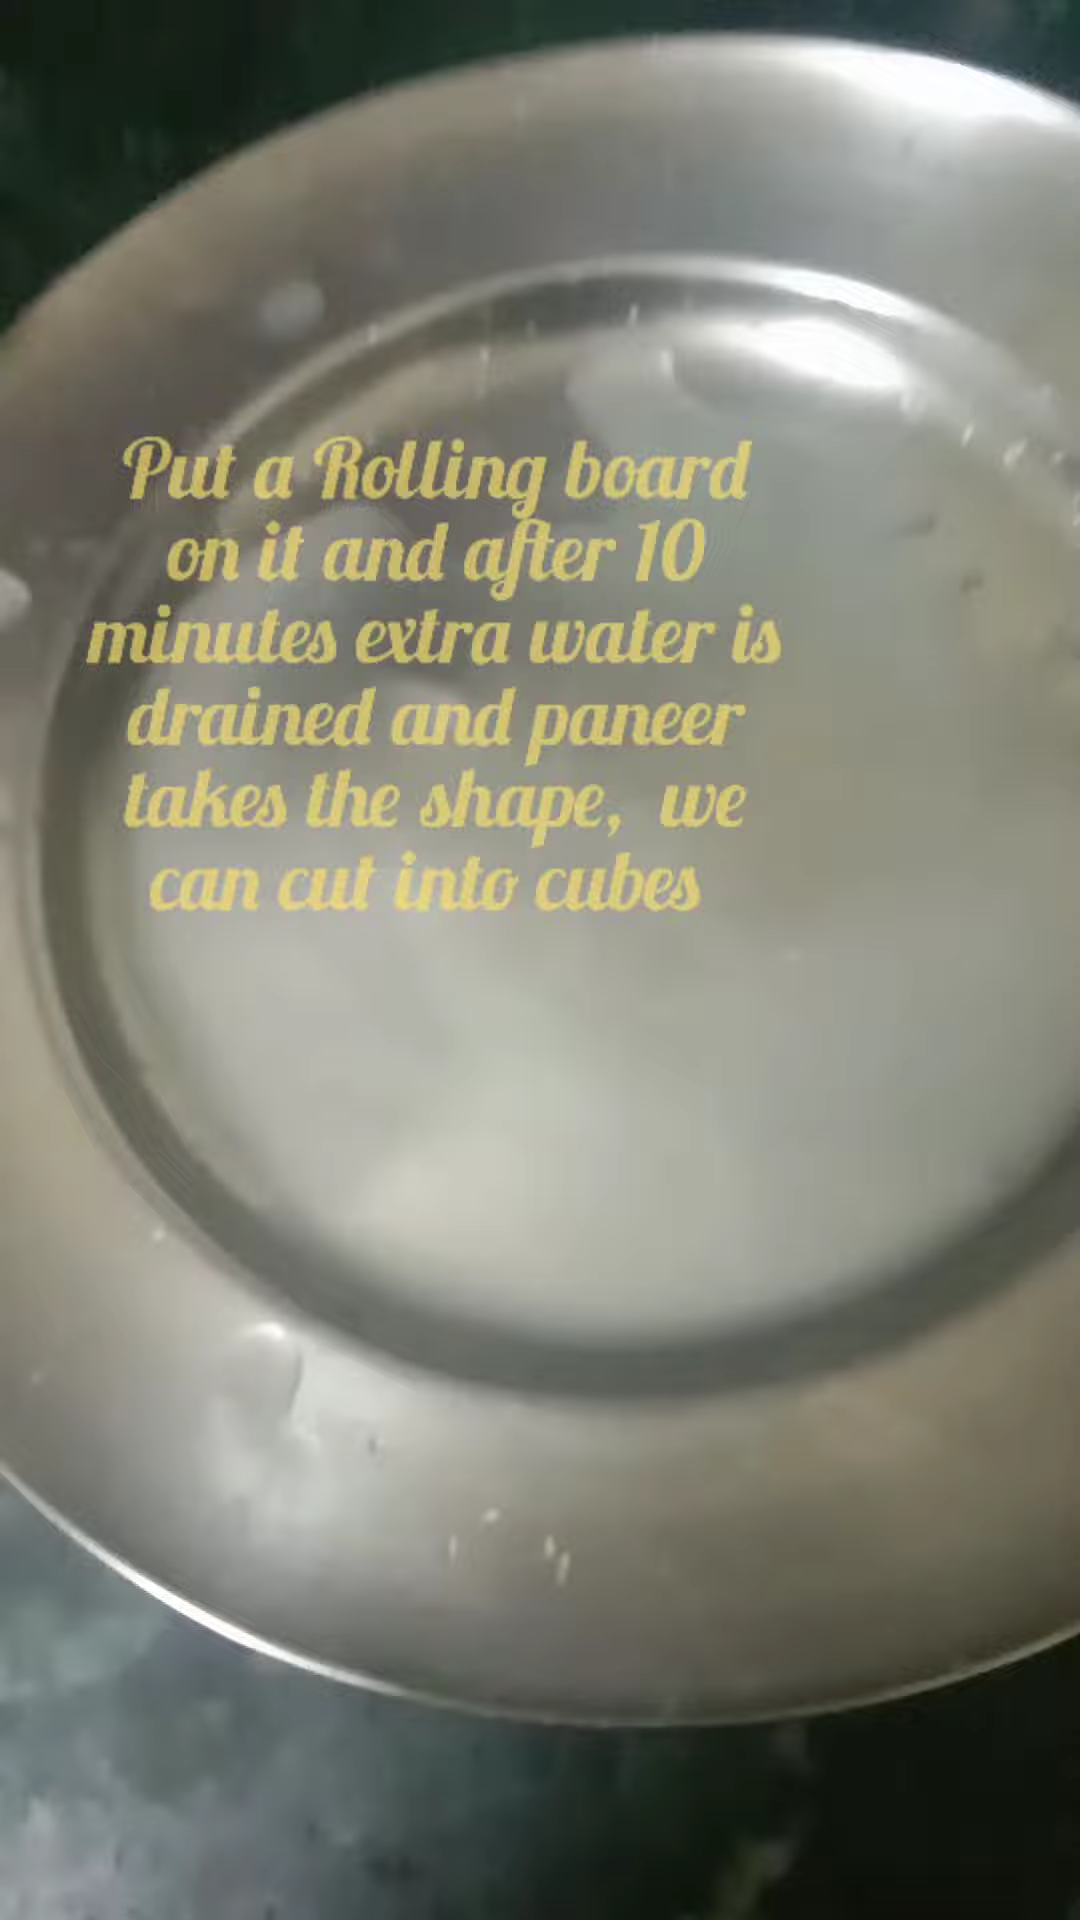 Put a Rolling board
on it and after 10
minutes extra water is
drained and paneer
takes the shape, we
can cut into cubes